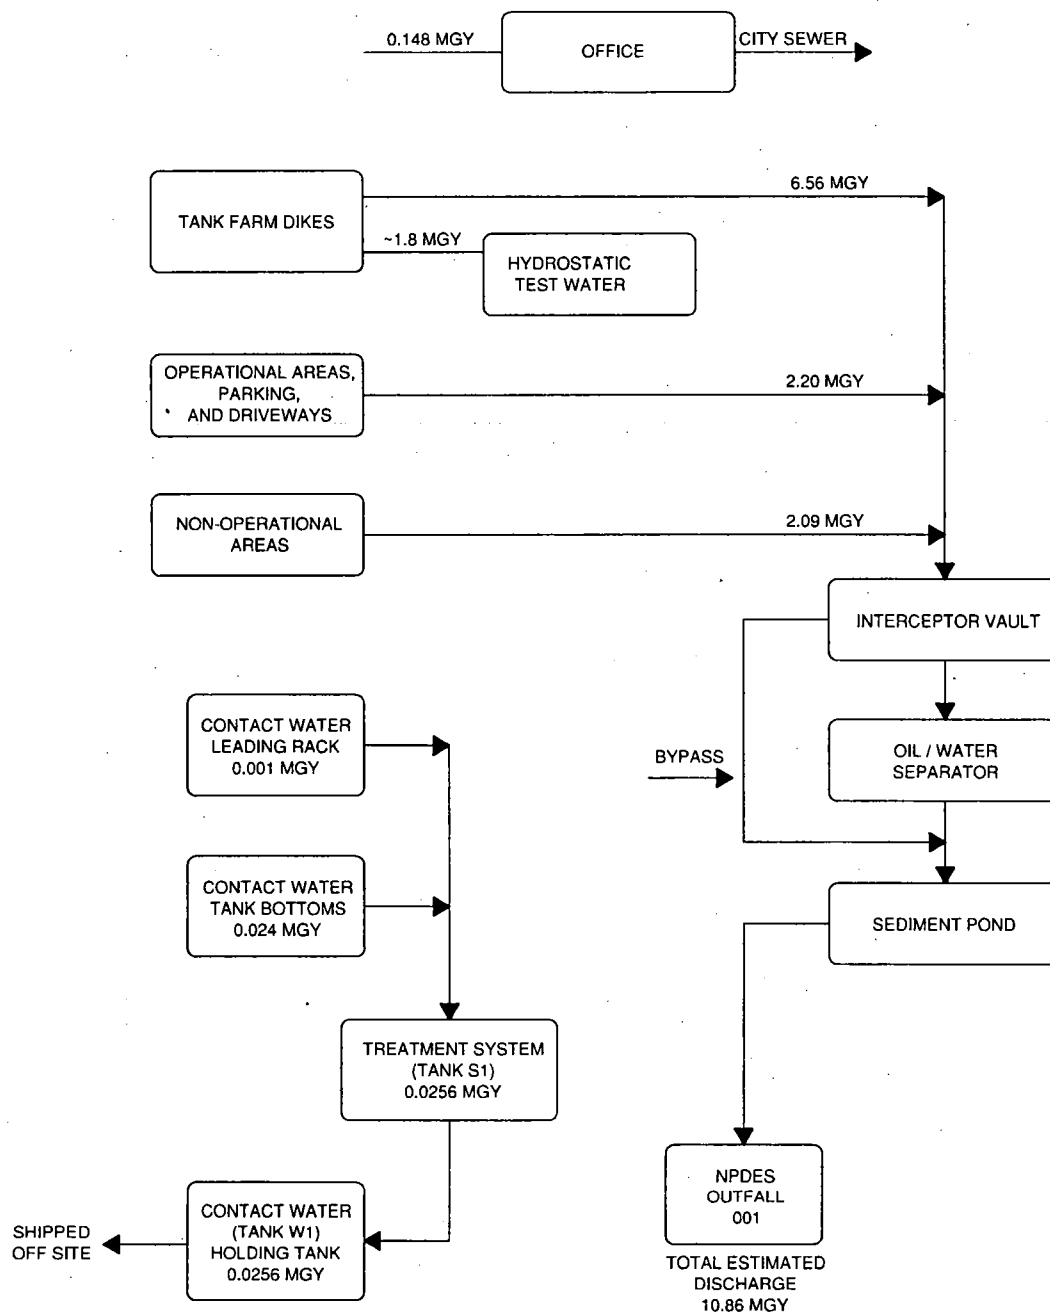 0.148 MGY
OFFICE
CITY SEWER
6.56 MGY
TANK FARM DIKES
~1.8 MGY
HYDROSTATIC
TEST WATER
OPERATIONAL AREAS,
PARKING,
AND DRIVEWAYS
2.20 MGY
NON-OPERATIONAL
AREAS
2.09 MGY
INTERCEPTOR VAULT
CONTACT WATER
LEADING RACK
0.001 MGY
BYPASS
OIL / WATER
SEPARATOR
CONTACT WATER
TANK BOTTOMS
0.024 MGY
SEDIMENT POND
TREATMENT SYSTEM
(TANK S1)
0.0256 MGY
NPDES
OUTFALL
001
SHIPPED
OFF SITE
CONTACT WATER
(TANK W1)
HOLDING TANK
0.0256 MGY
TOTAL ESTIMATED
DISCHARGE
10.86 MGY